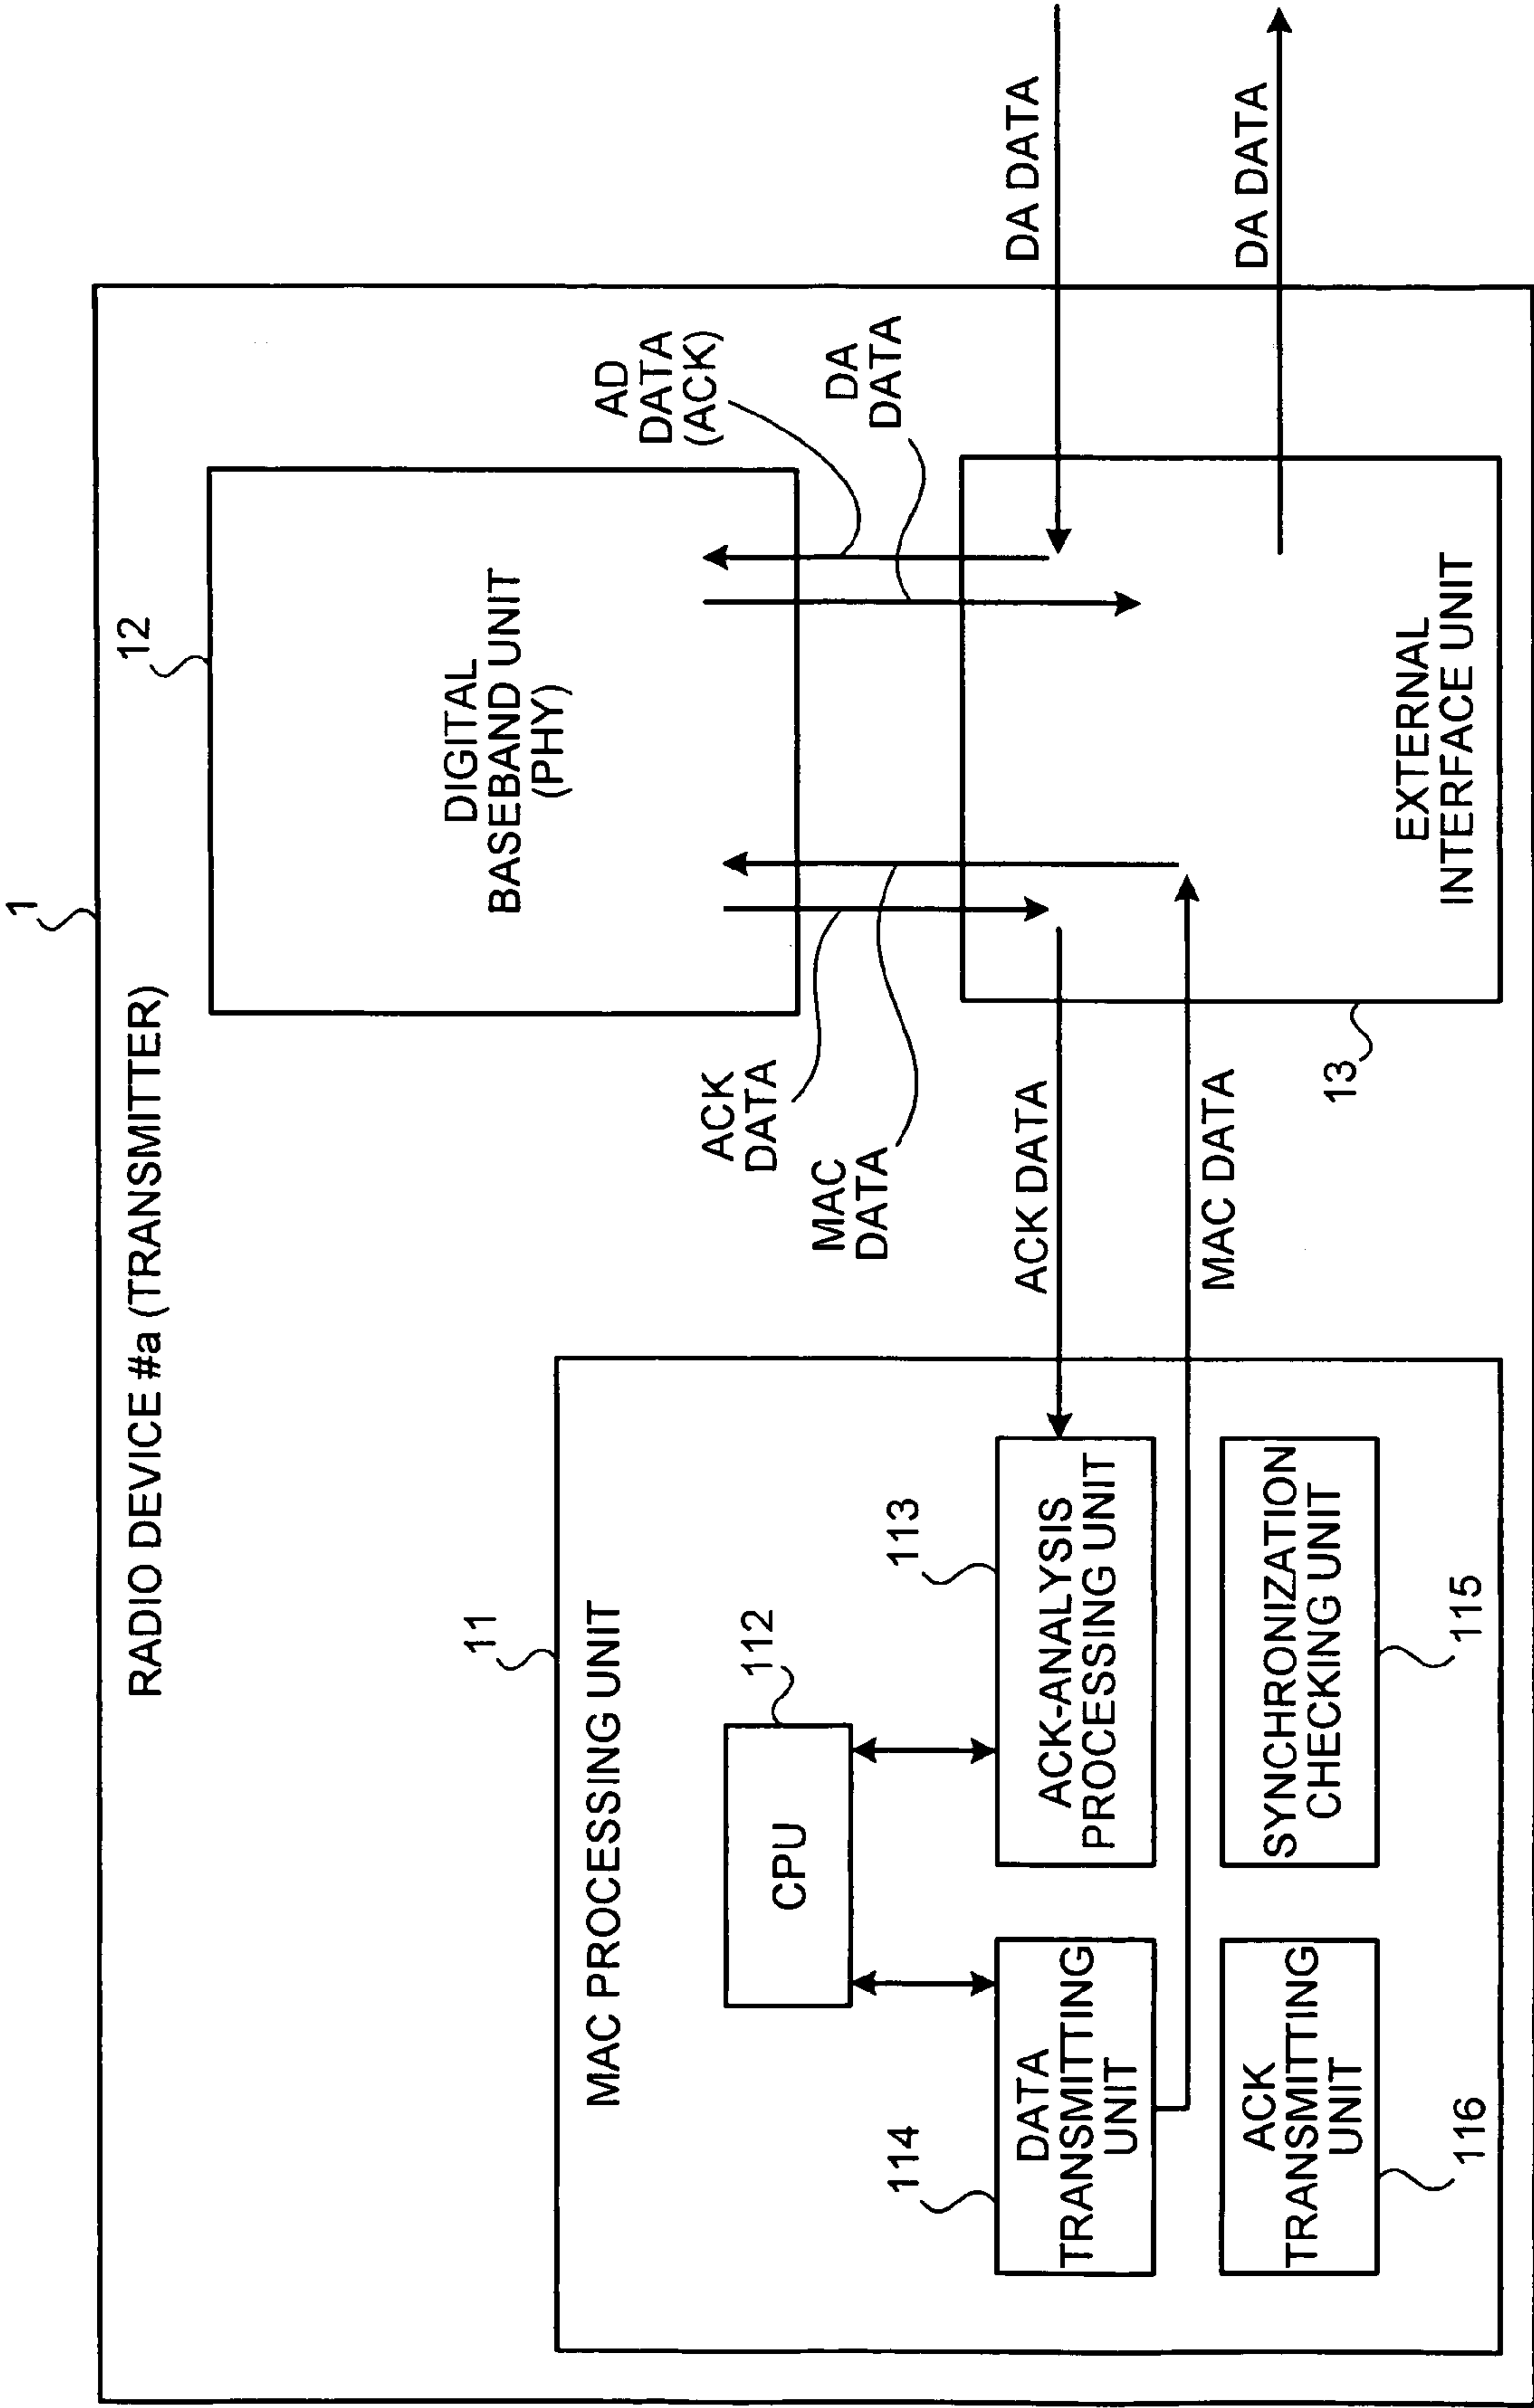 1
RADIO DEVICE #a (TRANSMITTER)
12
DIGITAL
BASEBAND UNIT
(PHY)
11
MAC PROCESSING UNIT
112
CPU
ACK
DATA
MAC
DATA
AD
DATA
(ACK)
DA
DATA
114
DATA
TRANSMITTING
UNIT
113
ACK-ANALYSIS
PROCESSING UNIT
ACK DATA
MAC DATA
DA DATA
DA DATA
ACK
TRANSMITTING
UNIT
116
SYNCHRONIZATION
CHECKING UNIT
115
13
EXTERNAL
INTERFACE UNIT